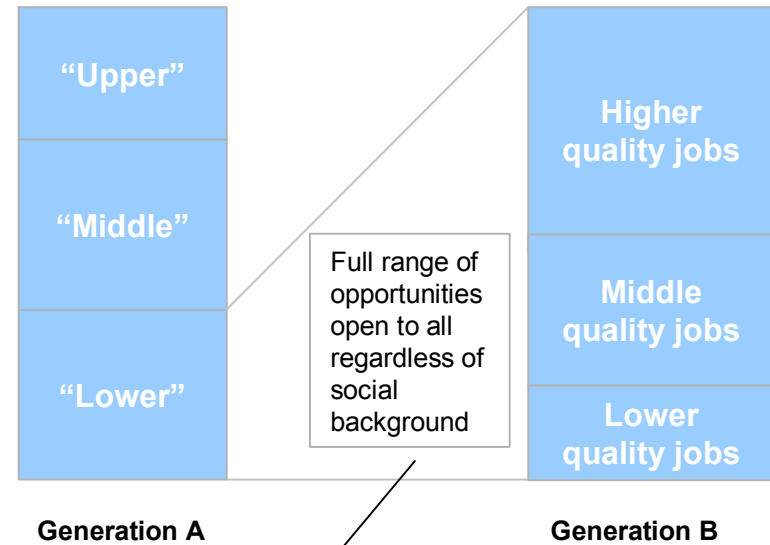 “Upper”
“Middle”
“Lower”
Generation A
Full range of
opportunities
open to all
regardless of
social
background
Higher
quality jobs
Middle
quality jobs
Lower
quality jobs
Generation B